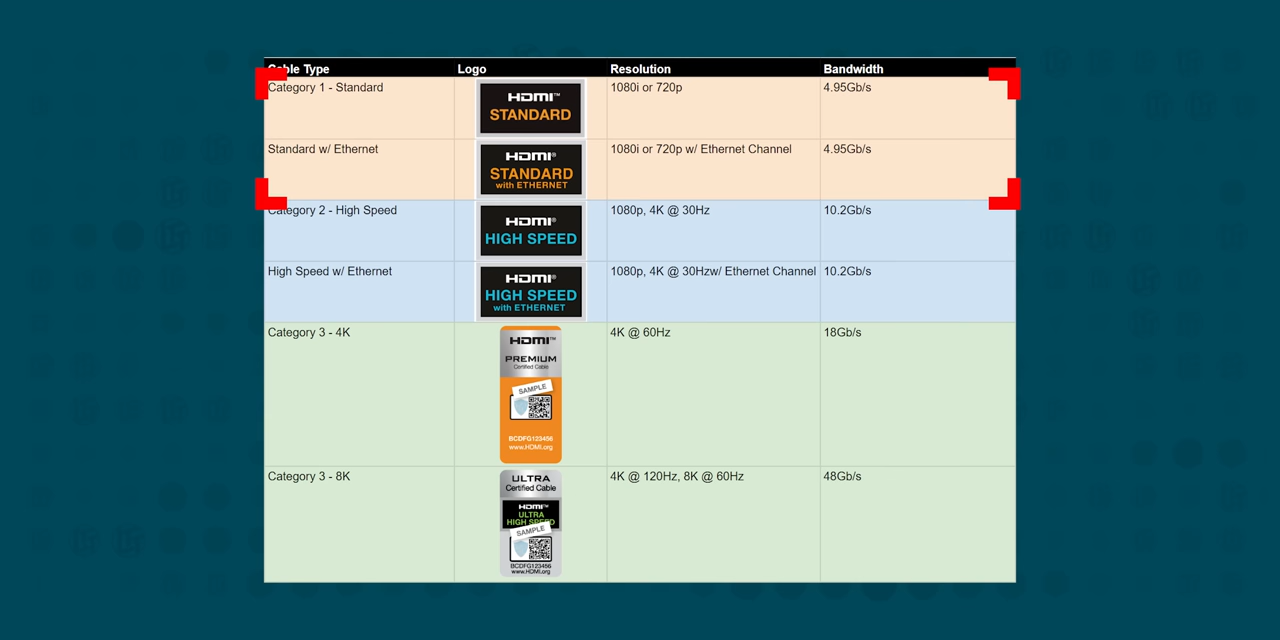 Cable Type Logo Resolution Bandwidth
Category 1 - Standard 1080i or 720p 4.95Gb/s
HDMI™
STANDARD
Standard w/ Ethernet 1080i or 720p w/ Ethernet Channel 4.95Gb/s
HDMI®
STANDARD
with ETHERNET
Category 2 - High Speed 1080p, 4K @ 30Hz 10.2Gb/s
HDMI®
HIGH SPEED
High Speed w/ Ethernet 1080p, 4K @ 30Hzw/ Ethernet Channel 10.2Gb/s
HDMI®
HIGH SPEED
with ETHERNET
Category 3 - 4K 4K @ 60Hz 18Gb/s
HDMI™
PREMIUM
Certified Cable
SAMPLE
BCDFG123456
www.HDMI.org
Category 3 - 8K 4K @ 120Hz, 8K @ 60Hz 48Gb/s
ULTRA
Certified Cable
HDMI™
ULTRA
HIGH SPEED
SAMPLE
BCDFG123456
www.HDMI.org